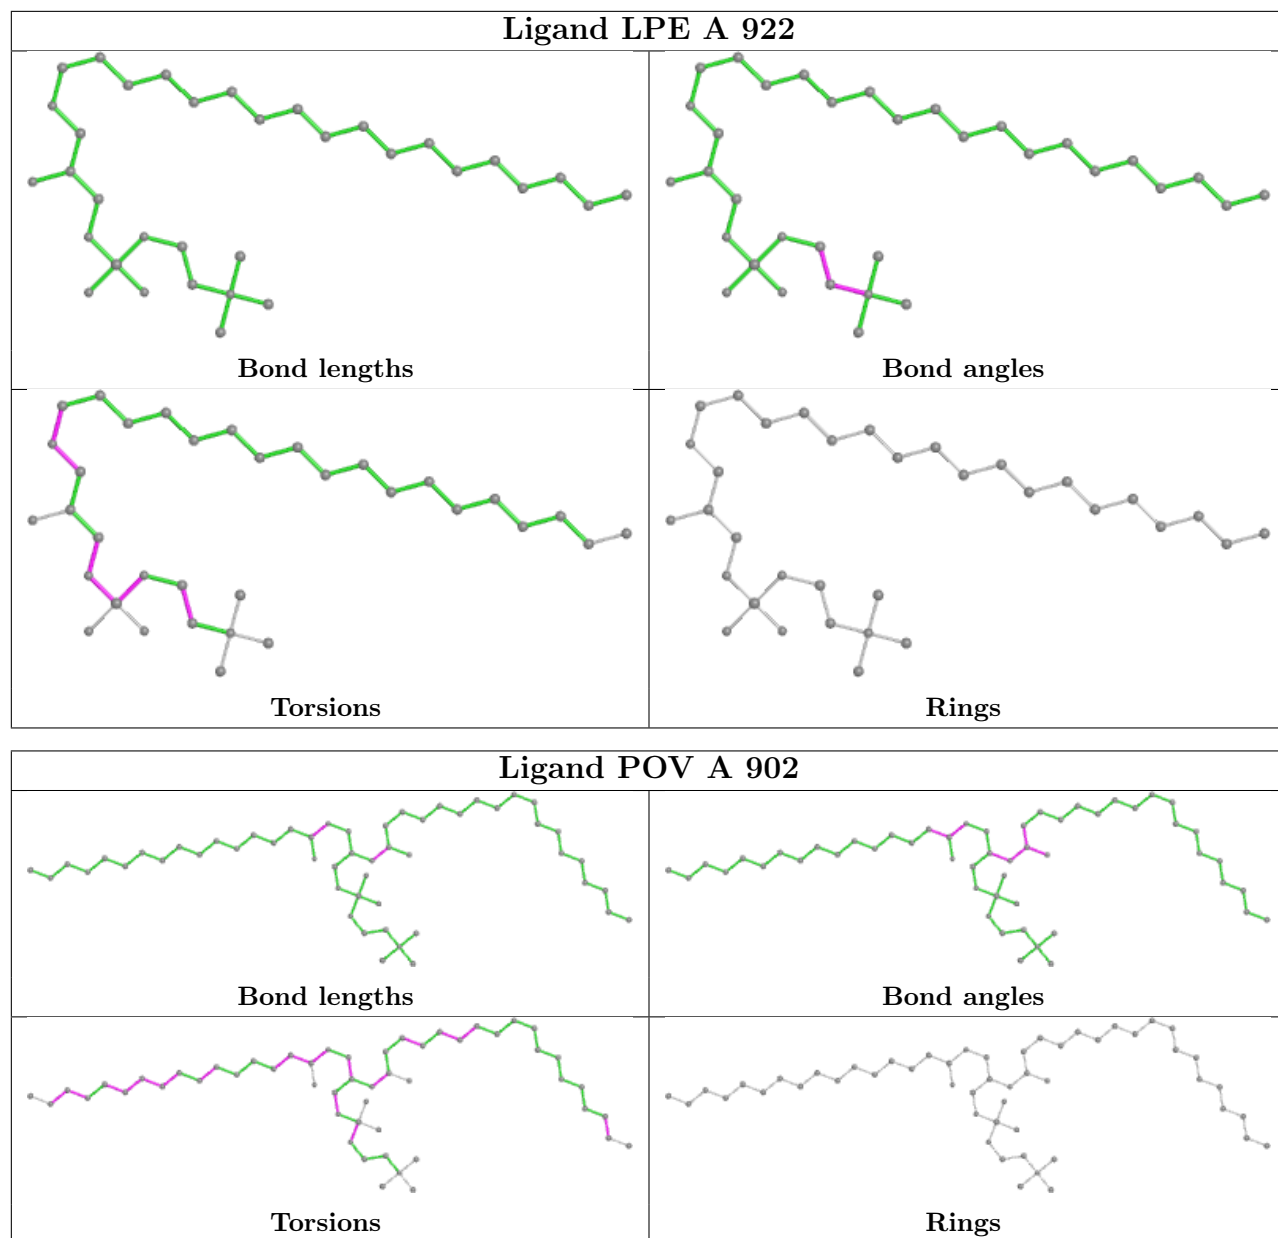 Ligand LPE A 922
Bond lengths
Bond angles
Torsions
Rings
Ligand POV A 902
Bond lengths
Bond angles
Torsions
Rings